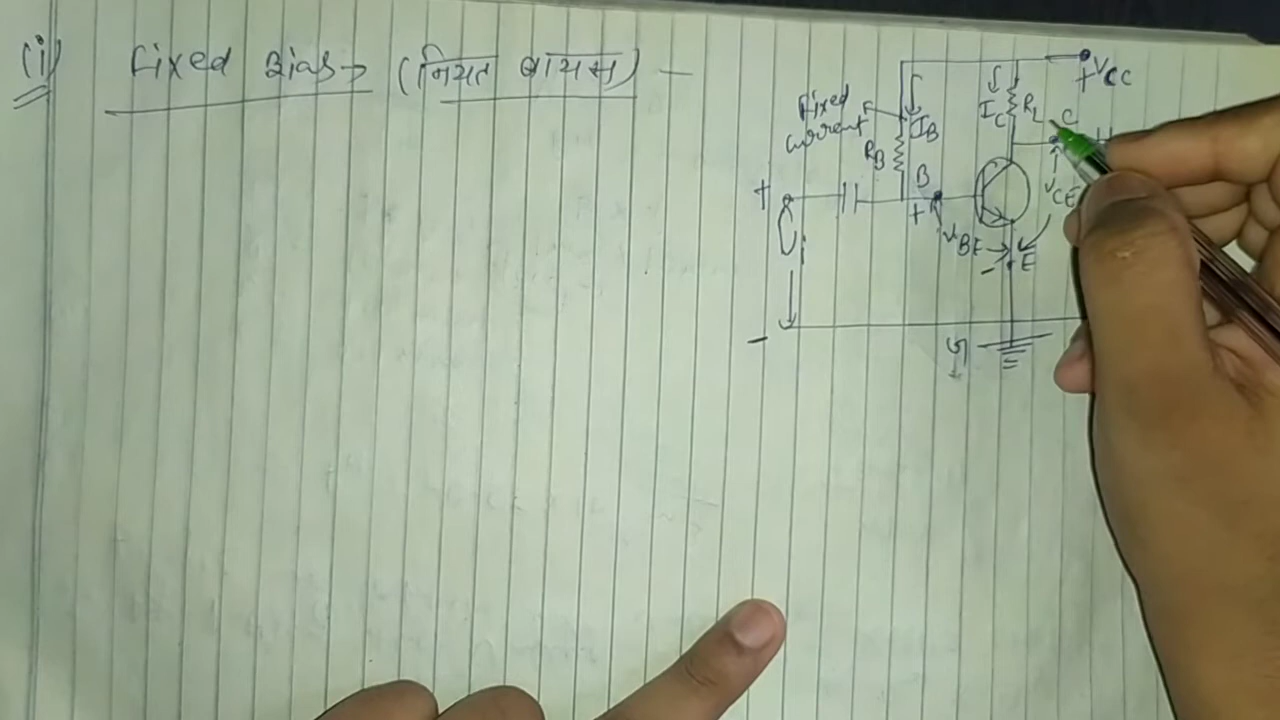 (i) Fixed Bias→ (नियत बायस) —
+VCC
Fixed
current
IB
IC
RL
C
RB
B
+
+
VCE
VBE
-
E
-